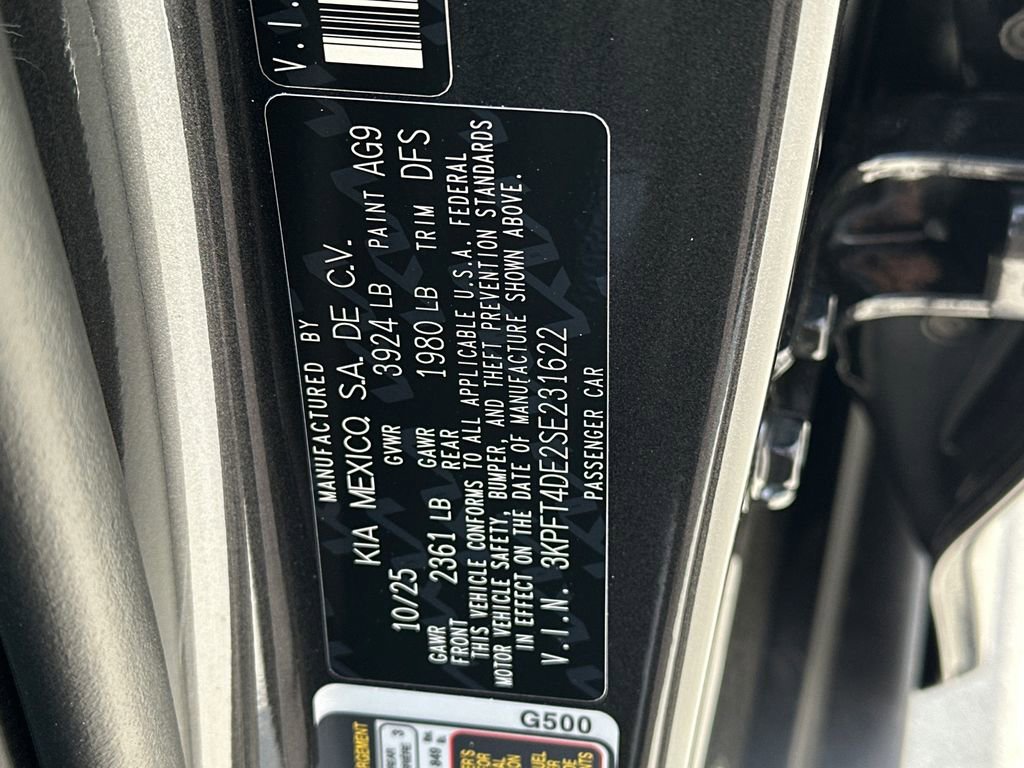 V.I.
MANUFACTURED BY
KIA MEXICO S.A. DE C.V.
10/25 GVWR 3924 LB PAINT AG9
GAWR FRONT 2361 LB GAWR REAR 1980 LB TRIM DFS
THIS VEHICLE CONFORMS TO ALL APPLICABLE U.S.A. FEDERAL
MOTOR VEHICLE SAFETY, BUMPER, AND THEFT PREVENTION STANDARDS
IN EFFECT ON THE DATE OF MANUFACTURE SHOWN ABOVE.
V.I.N. 3KPFT4DE2SE231622
PASSENGER CAR
G500
3